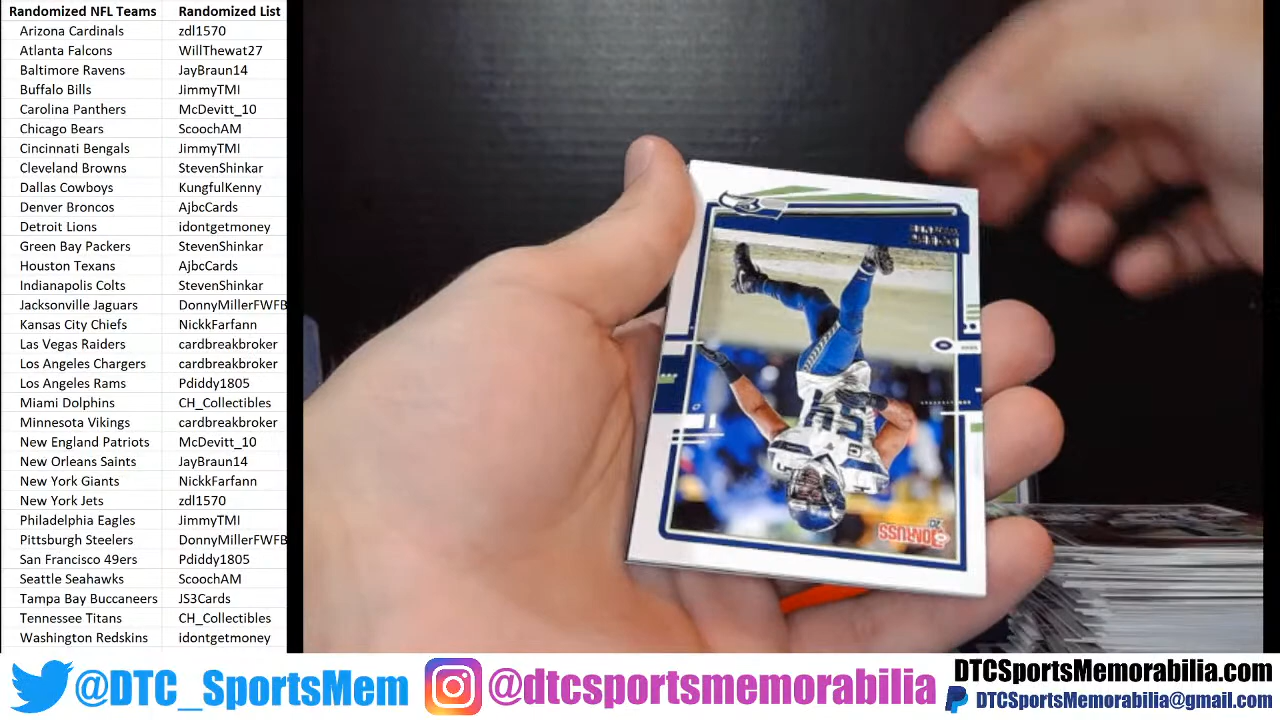 Randomized NFL Teams Randomized List
Arizona Cardinals zdl1570
Atlanta Falcons WillThewat27
Baltimore Ravens JayBraun14
Buffalo Bills JimmyTMI
Carolina Panthers McDevitt_10
Chicago Bears ScoochAM
Cincinnati Bengals JimmyTMI
Cleveland Browns StevenShinkar
Dallas Cowboys KungfulKenny
Denver Broncos AjbcCards
Detroit Lions idontgetmoney
Green Bay Packers StevenShinkar
Houston Texans AjbcCards
Indianapolis Colts StevenShinkar
Jacksonville Jaguars DonnyMillerFWFB
Kansas City Chiefs NickkFarfann
Las Vegas Raiders cardbreakbroker
Los Angeles Chargers cardbreakbroker
Los Angeles Rams Pdiddy1805
Miami Dolphins CH_Collectibles
Minnesota Vikings cardbreakbroker
New England Patriots McDevitt_10
New Orleans Saints JayBraun14
New York Giants NickkFarfann
New York Jets zdl1570
Philadelphia Eagles JimmyTMI
Pittsburgh Steelers DonnyMillerFWFB
San Francisco 49ers Pdiddy1805
Seattle Seahawks ScoochAM
Tampa Bay Buccaneers JS3Cards
Tennessee Titans CH_Collectibles
Washington Redskins idontgetmoney
BOBBY
WAGNER
54
20
DONRUSS
@DTC_SportsMem
@dtcsportsmemorabilia
DTCSportsMemorabilia.com
DTCSportsMemorabilia@gmail.com